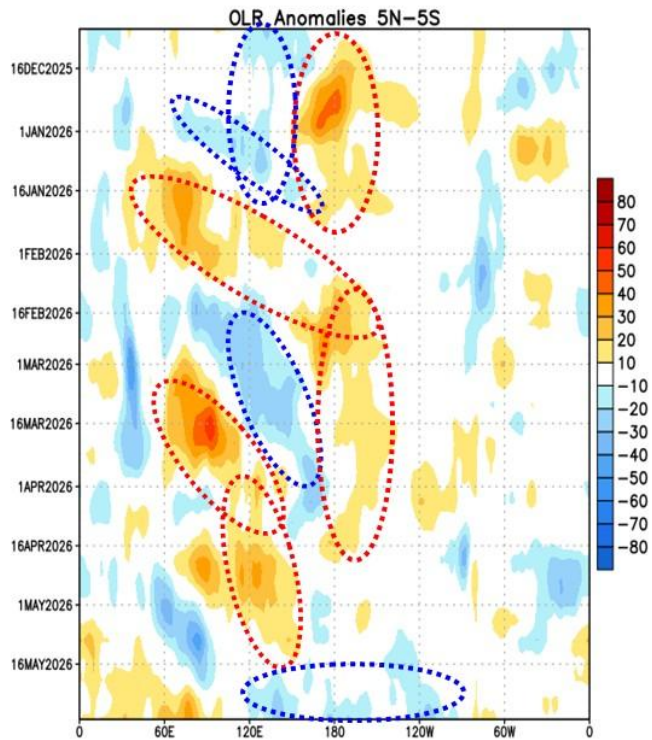 OLR Anomalies 5N-5S
16DEC2025
1JAN2026
16JAN2026
1FEB2026
16FEB2026
1MAR2026
16MAR2026
1APR2026
16APR2026
1MAY2026
16MAY2026
0 60E 120E 180 120W 60W 0
80
70
60
50
40
30
20
10
-10
-20
-30
-40
-50
-60
-70
-80